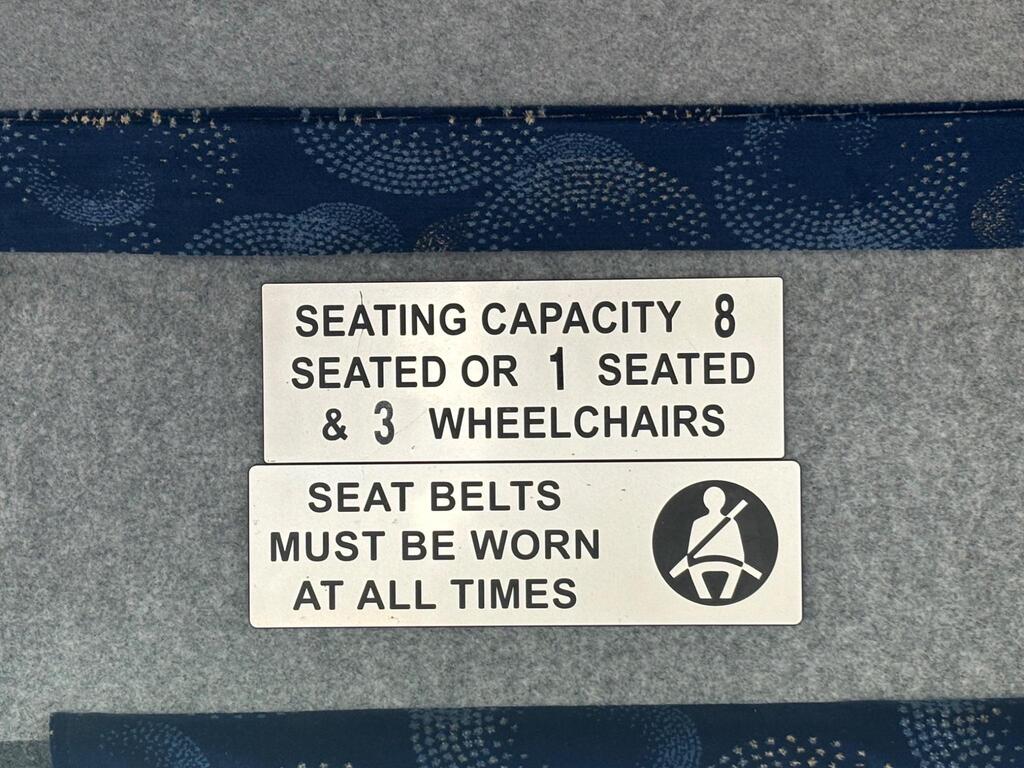 SEATING CAPACITY 8
SEATED OR 1 SEATED
& 3 WHEELCHAIRS
SEAT BELTS
MUST BE WORN
AT ALL TIMES